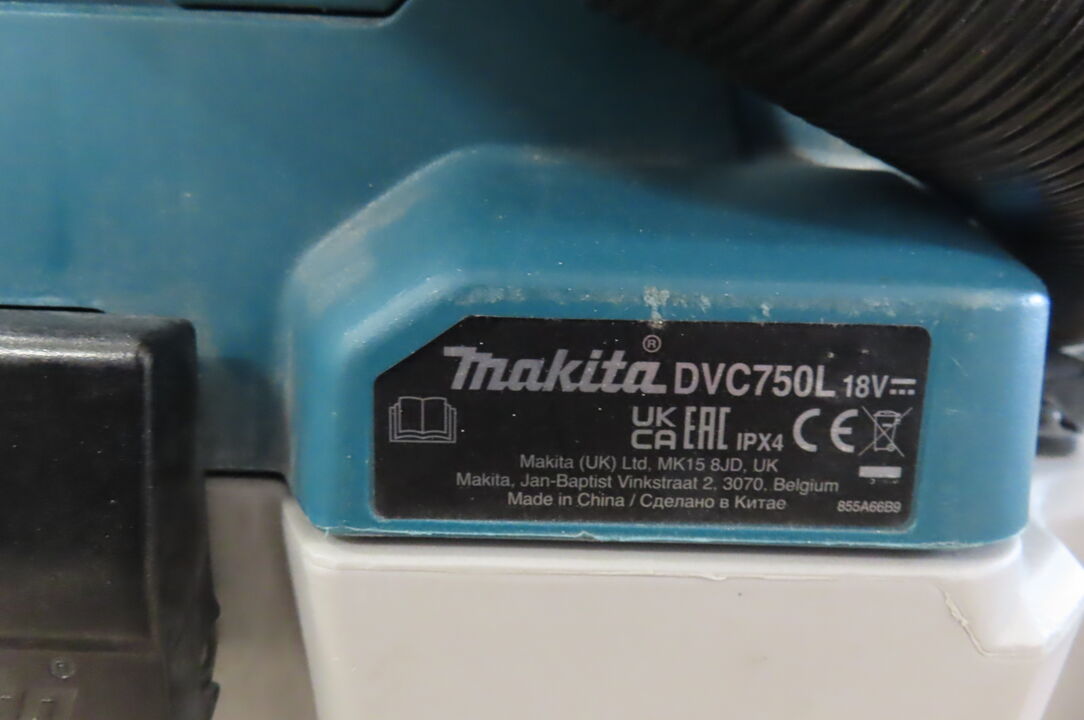 makita® DVC750L 18V
UK CA EAC IPX4 CE
Makita (UK) Ltd, MK15 8JD, UK
Makita, Jan-Baptist Vinkstraat 2, 3070, Belgium
Made in China / Сделано в Китае
855A66B9